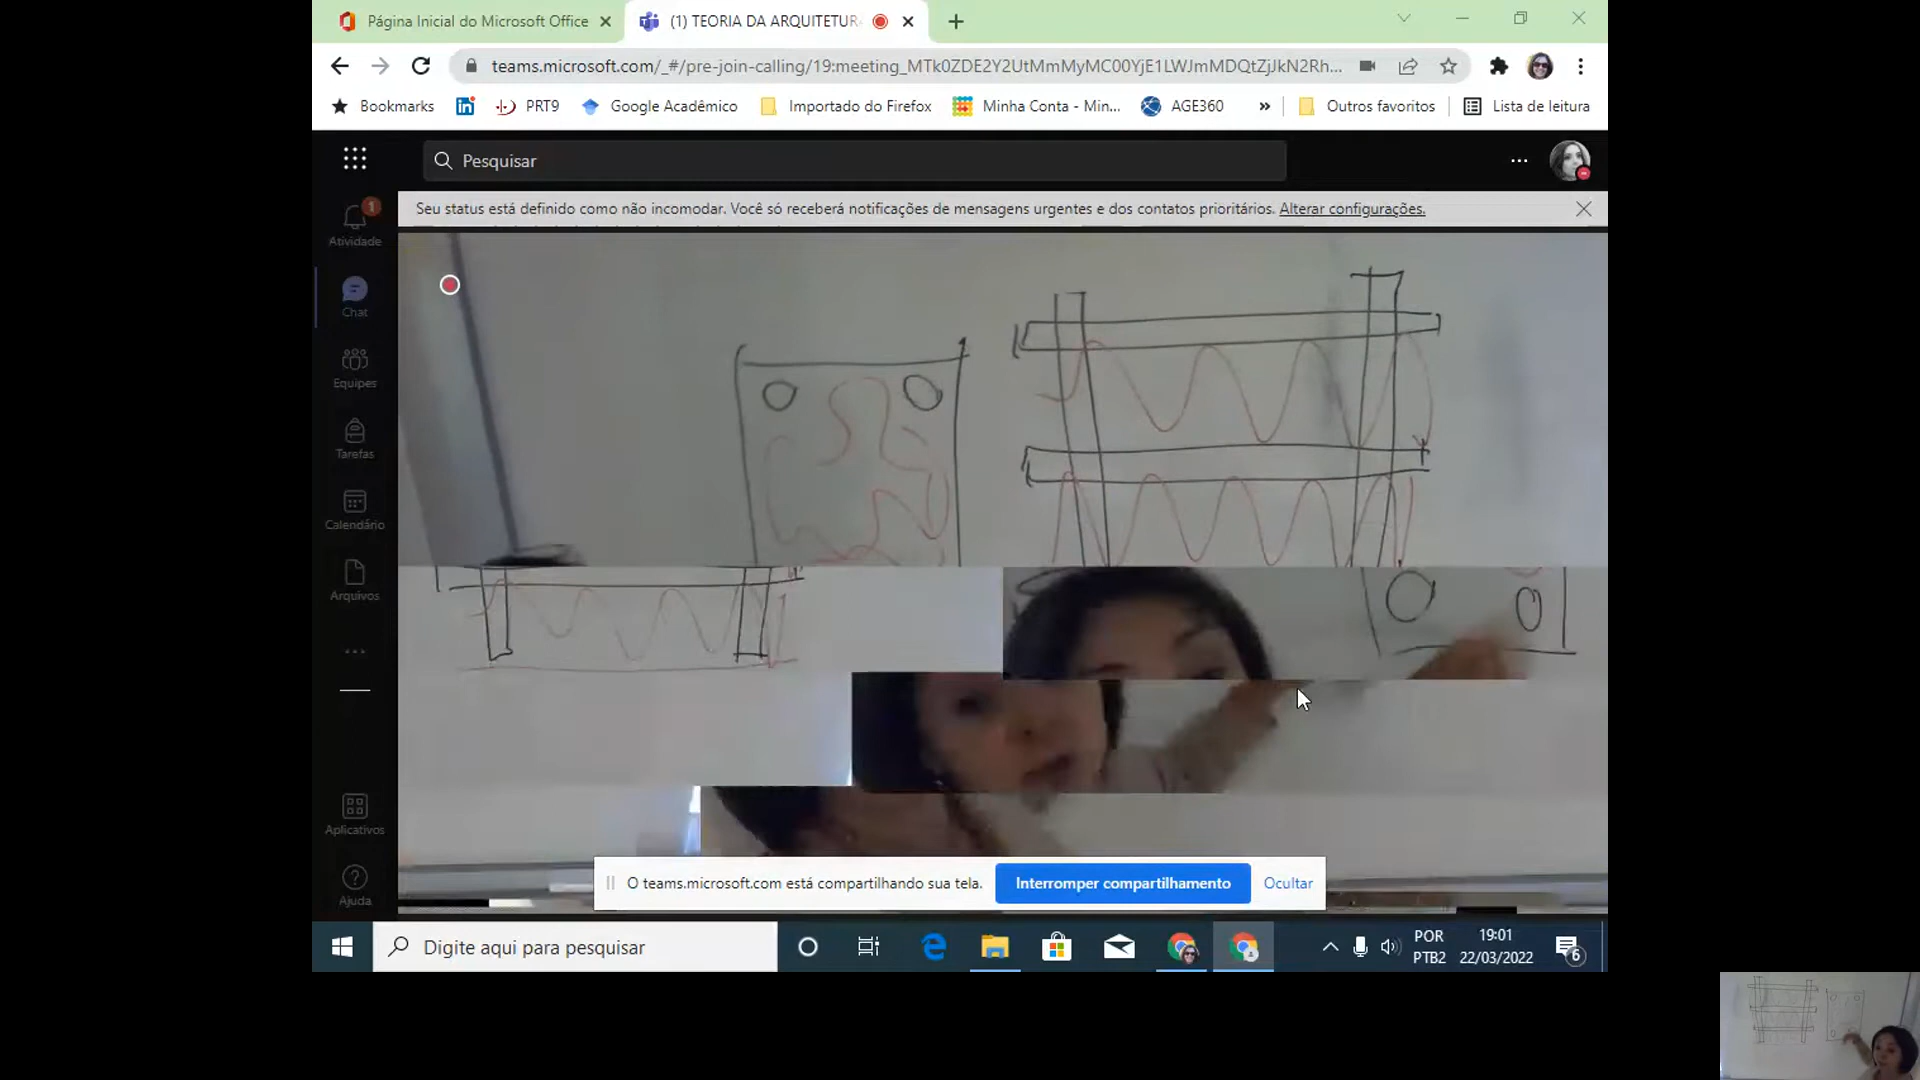 Página Inicial do Microsoft Office
(1) TEORIA DA ARQUITETUR
teams.microsoft.com/_#/pre-join-calling/19:meeting_MTk0ZDE2Y2UtMmMyMC00YjE1LWJmMDQtZjJkN2Rh...
Bookmarks
PRT9
Google Acadêmico
Importado do Firefox
Minha Conta - Min...
AGE360
»
Outros favoritos
Lista de leitura
Pesquisar
Seu status está definido como não incomodar. Você só receberá notificações de mensagens urgentes e dos contatos prioritários. Alterar configurações.
1
Atividade
Chat
Equipes
Tarefas
Calendário
Arquivos
Aplicativos
Ajuda
O teams.microsoft.com está compartilhando sua tela.
Interromper compartilhamento
Ocultar
Digite aqui para pesquisar
POR
PTB2
19:01
22/03/2022
6